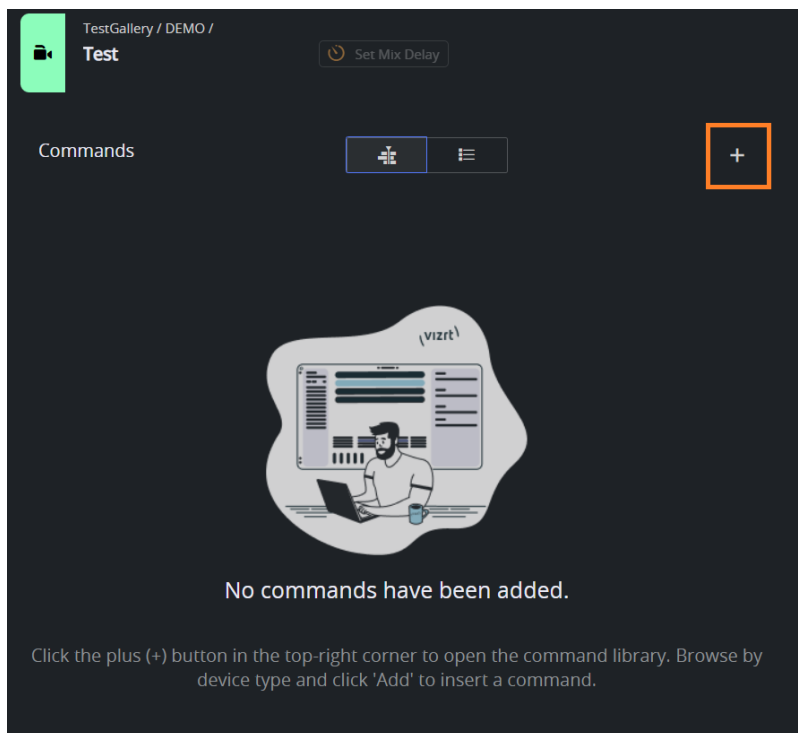 TestGallery / DEMO /
Test
Set Mix Delay
Commands
+
vizrt
No commands have been added.
Click the plus (+) button in the top-right corner to open the command library. Browse by
device type and click 'Add' to insert a command.